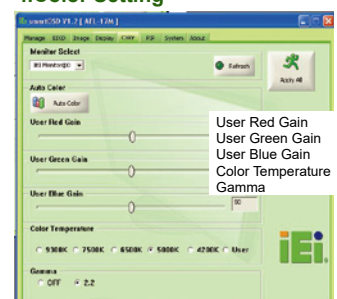 4.Color Setting
smartOSD V1.2 [ AFL-17M ]
Manage EDID Image Display Color PIP System About
Moniter Select
Refresh
Apply All
Auto Color
Auto Color
User Red Gain
User Red Gain
User Green Gain
User Blue Gain
Color Temperature
Gamma
User Green Gain
User Blue Gain
90
Color Temperature
9300K 7500K 6500K 5800K 4200K User
iEi
Gamma
OFF 2.2